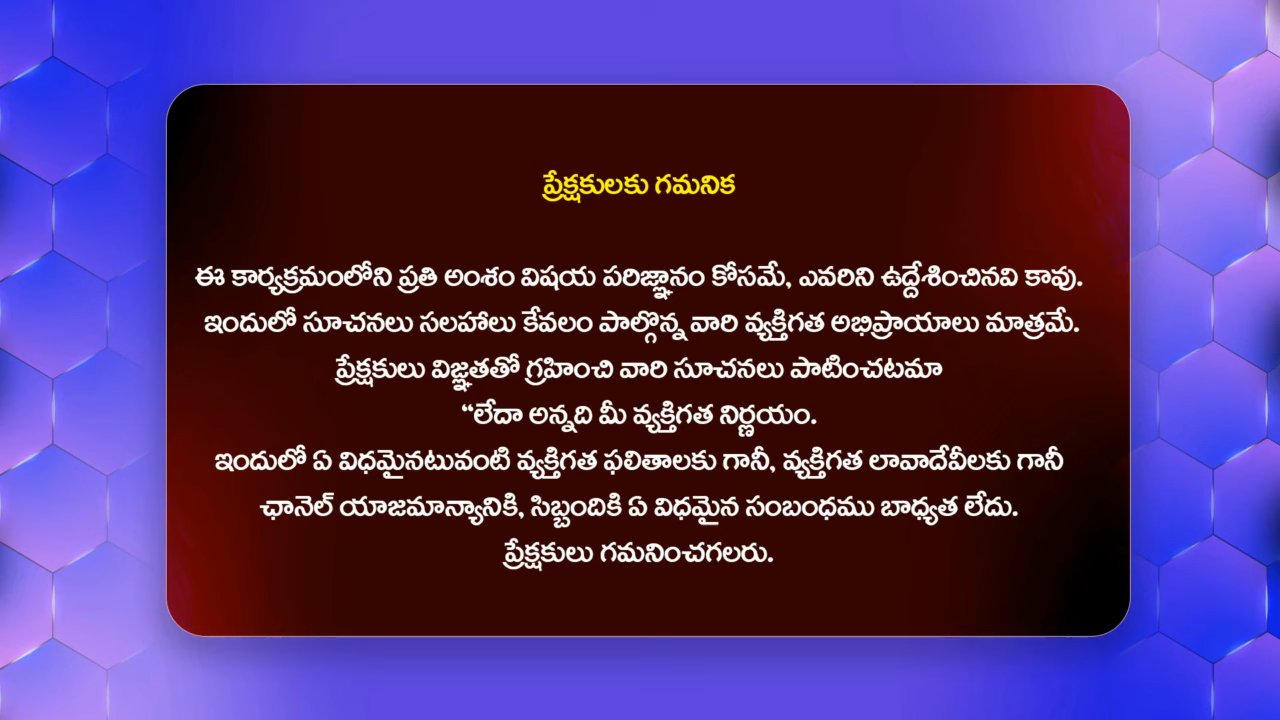 ప్రేక్షకులకు గమనిక
ఈ కార్యక్రమంలోని ప్రతి అంశం విషయ పరిజ్ఞానం కోసమే, ఎవరిని ఉద్దేశించినవి కావు.
ఇందులో సూచనలు సలహాలు కేవలం పాల్గొన్న వారి వ్యక్తిగత అభిప్రాయాలు మాత్రమే.
ప్రేక్షకులు విజ్ఞతతో గ్రహించి వారి సూచనలు పాటించటమా
“లేదా అన్నది మీ వ్యక్తిగత నిర్ణయం.
ఇందులో ఏ విధమైనటువంటి వ్యక్తిగత ఫలితాలకు గానీ, వ్యక్తిగత లావాదేవీలకు గానీ
ఛానెల్ యాజమాన్యానికి, సిబ్బందికి ఏ విధమైన సంబంధము బాధ్యత లేదు.
ప్రేక్షకులు గమనించగలరు.